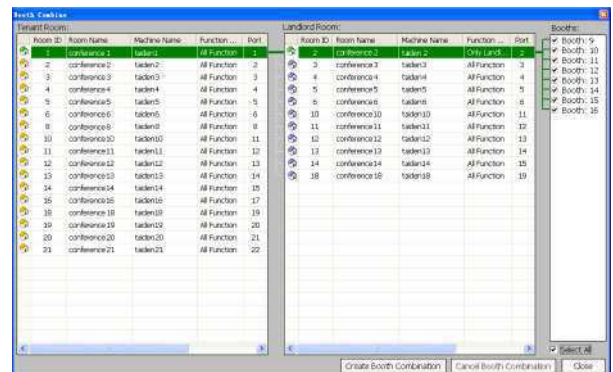 Booth Combine
Tenant Room: Landlord Room: Booths:
Room ID Room Name Machine Name Function ... Port
1 conference 1 taiden1 All Function 1
2 conference 2 taiden2 All Function 2
3 conference 3 taiden3 All Function 3
4 conference 4 taiden4 All Function 4
5 conference 5 taiden5 All Function 5
6 conference 6 taiden6 All Function 6
8 conference 8 taiden8 All Function 8
10 conference 10 taiden10 All Function 11
11 conference 11 taiden11 All Function 12
12 conference 12 taiden12 All Function 13
13 conference 13 taiden13 All Function 14
14 conference 14 taiden14 All Function 15
16 conference 16 taiden16 All Function 17
18 conference 18 taiden18 All Function 19
19 conference 19 taiden19 All Function 20
20 conference 20 taiden20 All Function 21
21 conference 21 taiden21 All Function 22
Room ID Room Name Machine Name Function ... Port
2 conference 2 taiden 2 Only Landl... 2
3 conference 3 taiden3 All Function 3
4 conference 4 taiden4 All Function 4
5 conference 5 taiden5 All Function 5
6 conference 6 taiden6 All Function 6
10 conference 10 taiden10 All Function 11
11 conference 11 taiden11 All Function 12
12 conference 12 taiden12 All Function 13
13 conference 13 taiden13 All Function 14
14 conference 14 taiden14 All Function 15
18 conference 18 taiden18 All Function 19
Booth: 9
Booth: 10
Booth: 11
Booth: 12
Booth: 13
Booth: 14
Booth: 15
Booth: 16
Select All
Create Booth Combination Cancel Booth Combination Close